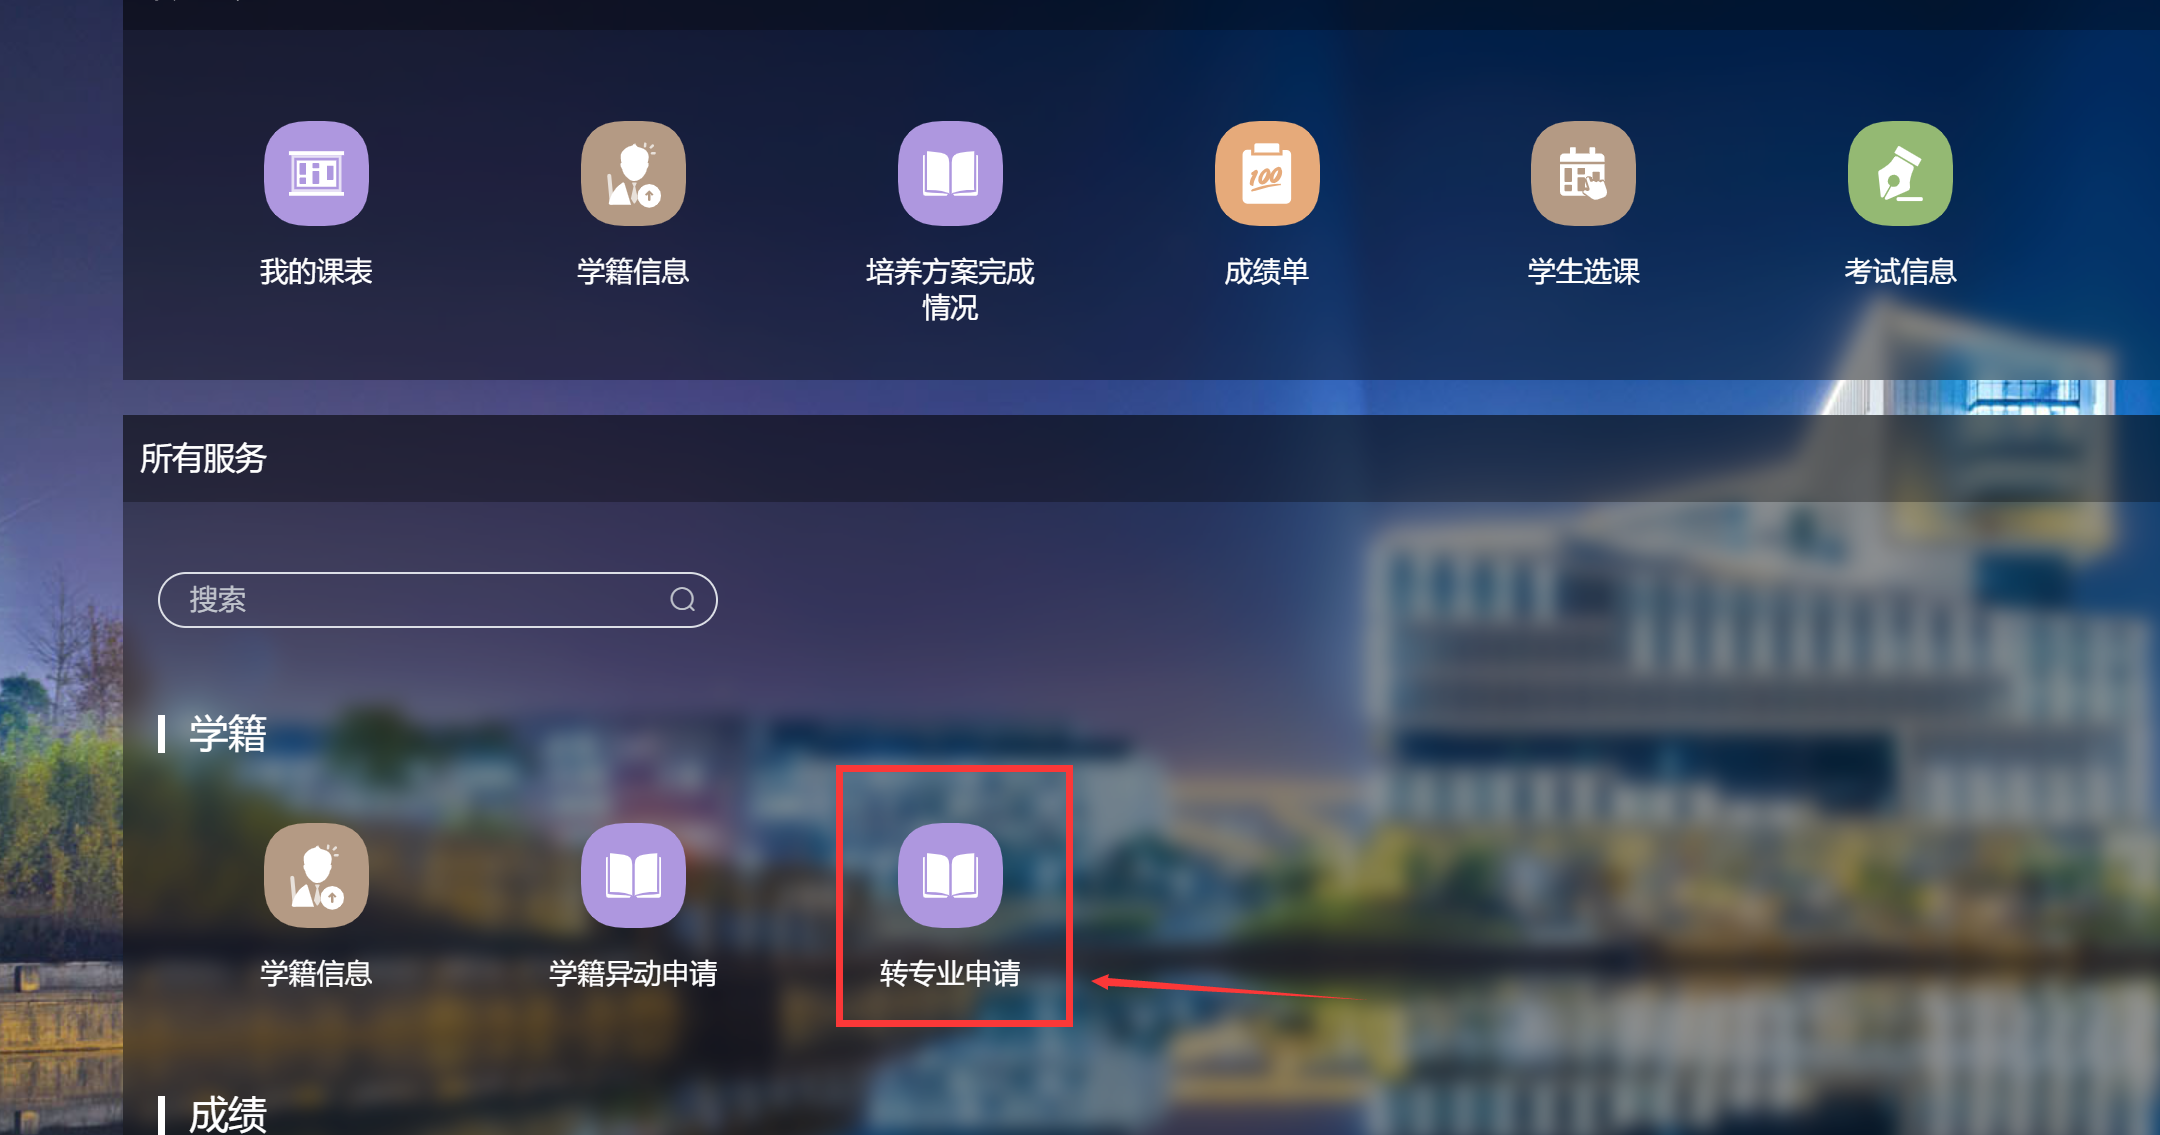 我的课表
学籍信息
培养方案完成
情况
成绩单
100
学生选课
考试信息
所有服务
搜索
学籍
学籍信息
学籍异动申请
转专业申请
成绩